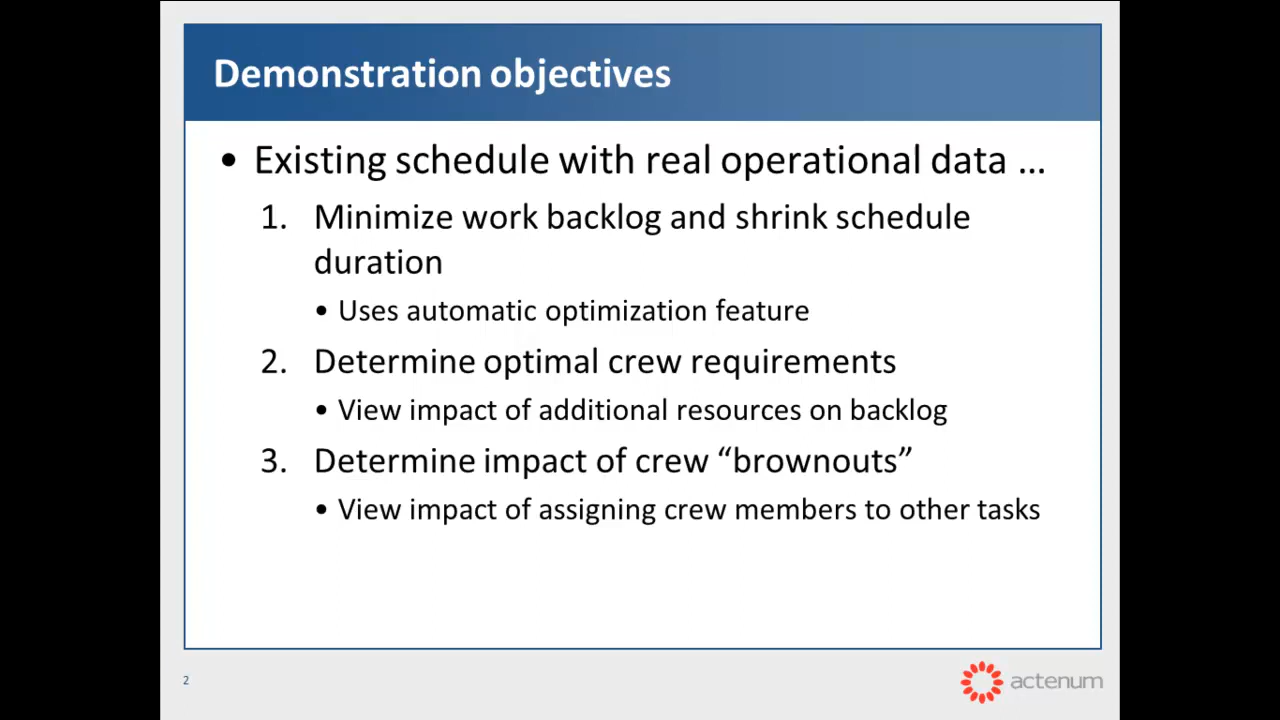 Demonstration objectives
• Existing schedule with real operational data ...
1. Minimize work backlog and shrink schedule
duration
• Uses automatic optimization feature
2. Determine optimal crew requirements
• View impact of additional resources on backlog
3. Determine impact of crew “brownouts”
• View impact of assigning crew members to other tasks
2
actenum